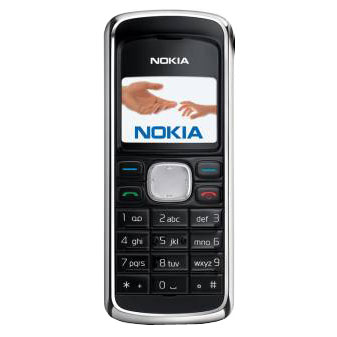 NOKIA
NOKIA
1 2abc def 3
4 ghi 5 jkl mno 6
7 pqrs 8 tuv wxyz 9
* + 0 #